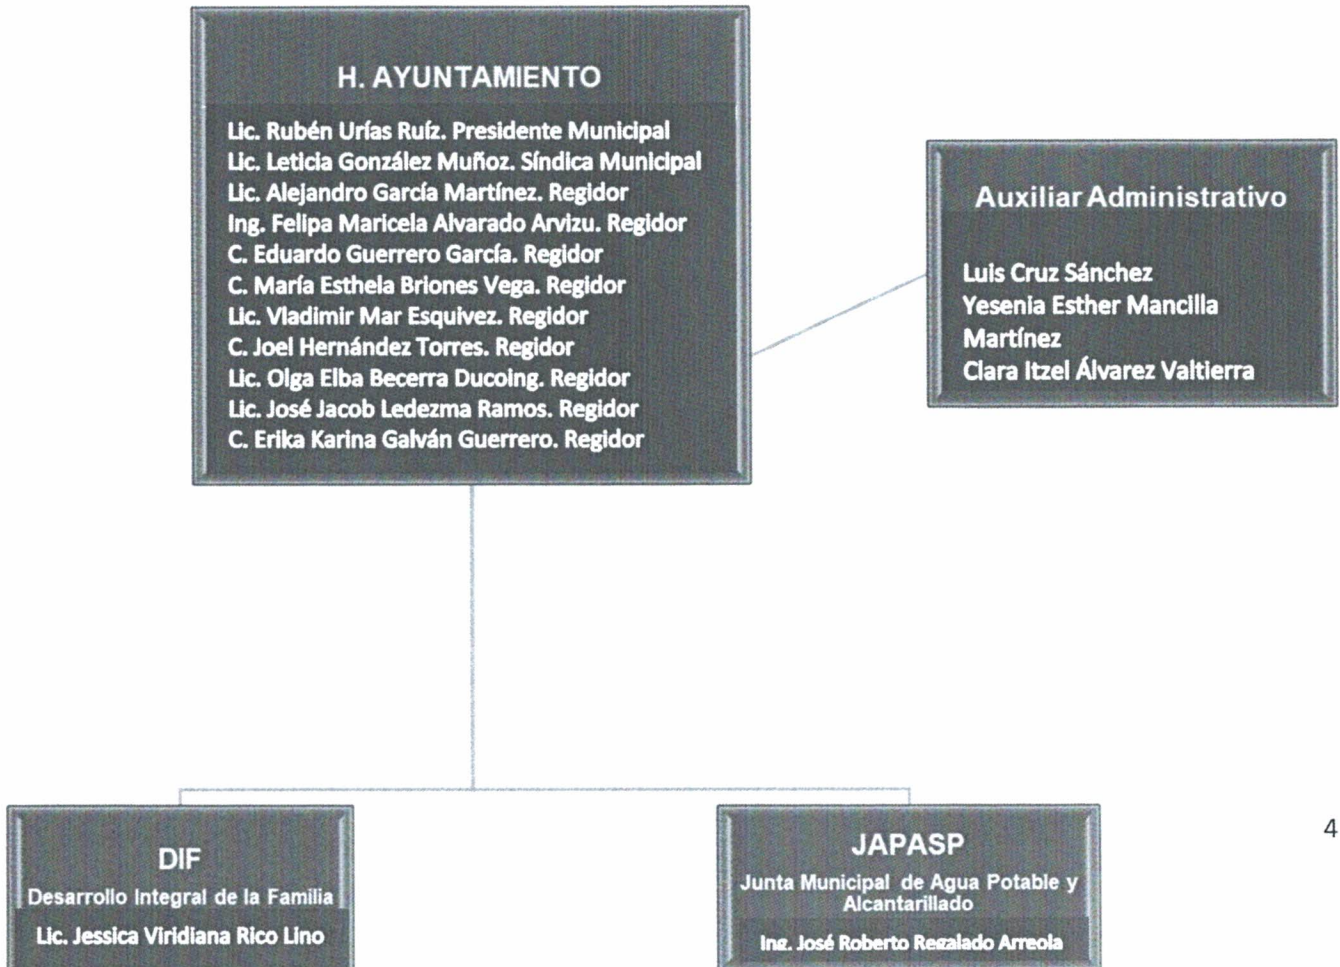 H. AYUNTAMIENTO
Lic. Rubén Urías Ruíz. Presidente Municipal
Lic. Leticia González Muñoz. Síndica Municipal
Lic. Alejandro García Martínez. Regidor
Ing. Felipa Maricela Alvarado Arvizu. Regidor
C. Eduardo Guerrero García. Regidor
C. María Esthela Briones Vega. Regidor
Lic. Vladimir Mar Esquivez. Regidor
C. Joel Hernández Torres. Regidor
Lic. Olga Elba Becerra Ducoing. Regidor
Lic. José Jacob Ledezma Ramos. Regidor
C. Erika Karina Galván Guerrero. Regidor
Auxiliar Administrativo
Luis Cruz Sánchez
Yesenia Esther Mancilla
Martínez
Clara Itzel Álvarez Valtierra
DIF
Desarrollo Integral de la Familia
Lic. Jessica Viridiana Rico Lino
JAPASP
Junta Municipal de Agua Potable y
Alcantarillado
Ing. José Roberto Regalado Arreola
4